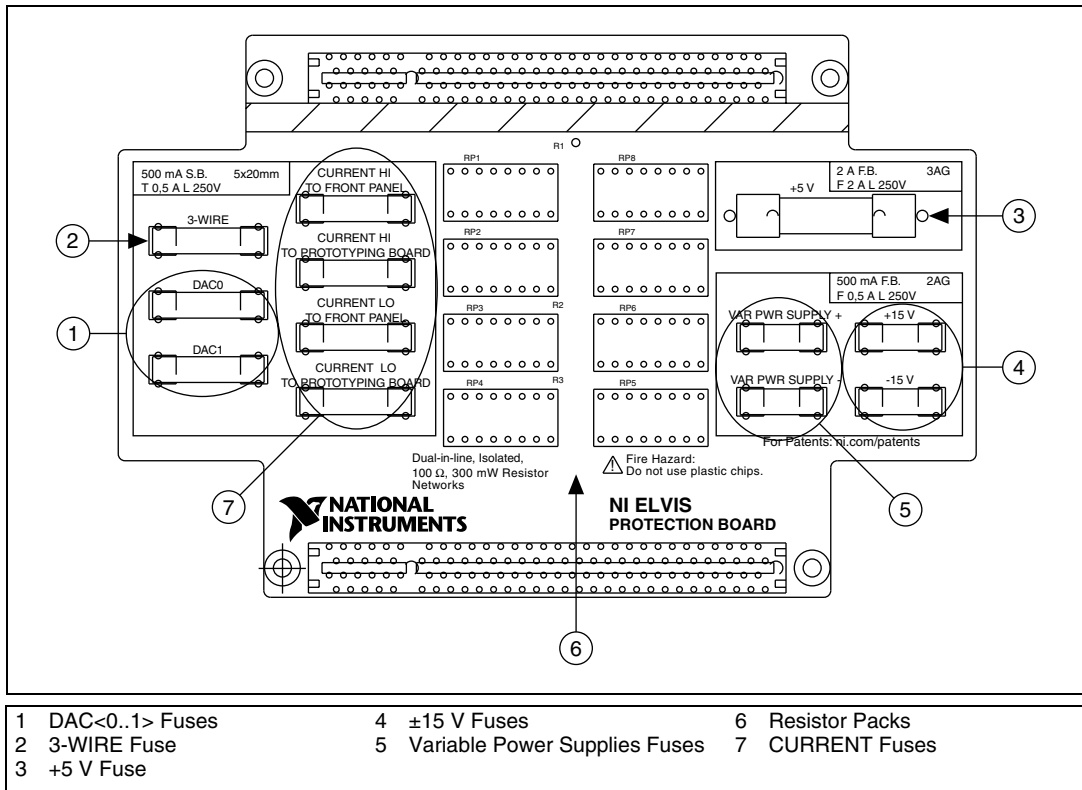 R1
500 mA S.B. 5x20mm
T 0,5 A L 250V
3-WIRE
DAC0
DAC1
CURRENT HI
TO FRONT PANEL
CURRENT HI
TO PROTOTYPING BOARD
CURRENT LO
TO FRONT PANEL
CURRENT LO
TO PROTOTYPING BOARD
RP1
RP2
RP3
RP4
R2
R3
RP8
RP7
RP6
RP5
2 A F.B. 3AG
F 2 A L 250V
+5 V
500 mA F.B. 2AG
F 0,5 A L 250V
VAR PWR SUPPLY +
+15 V
VAR PWR SUPPLY -
-15 V
For Patents: ni.com/patents
Dual-in-line, Isolated,
100 Ω, 300 mW Resistor
Networks
Fire Hazard:
Do not use plastic chips.
NATIONAL
INSTRUMENTS
NI ELVIS
PROTECTION BOARD
2
1
7
3
4
5
6
1 DAC<0..1> Fuses
2 3-WIRE Fuse
3 +5 V Fuse
4 ±15 V Fuses
5 Variable Power Supplies Fuses
6 Resistor Packs
7 CURRENT Fuses